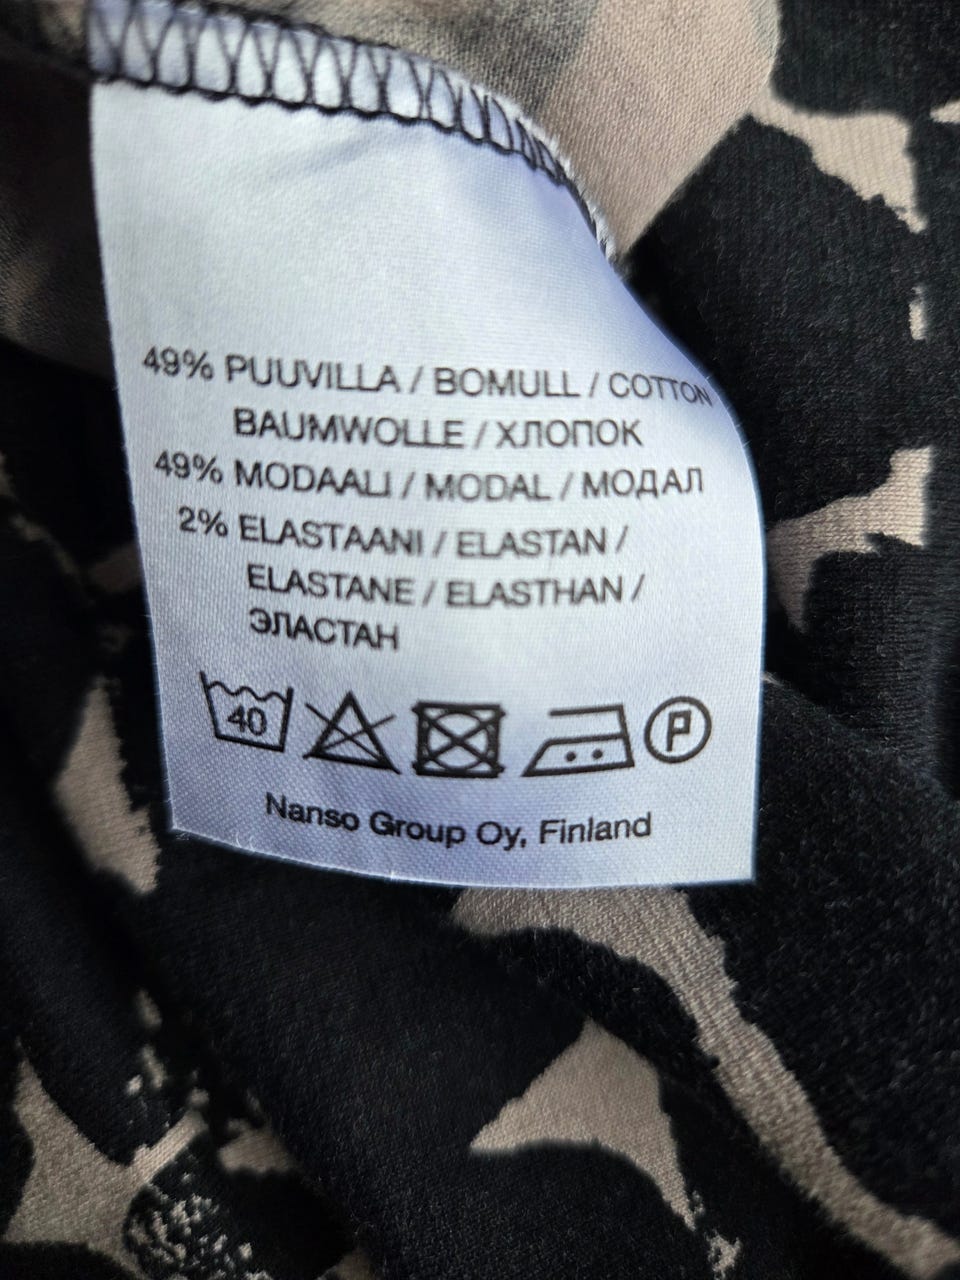 49% PUUVILLA / BOMULL / COTTON
BAUMWOLLE / ХЛОПОК
49% MODAALI / MODAL / МОДАЛ
2% ELASTAANI / ELASTAN /
ELASTANE / ELASTHAN /
ЭЛАСТАН
40 P
Nanso Group Oy, Finland